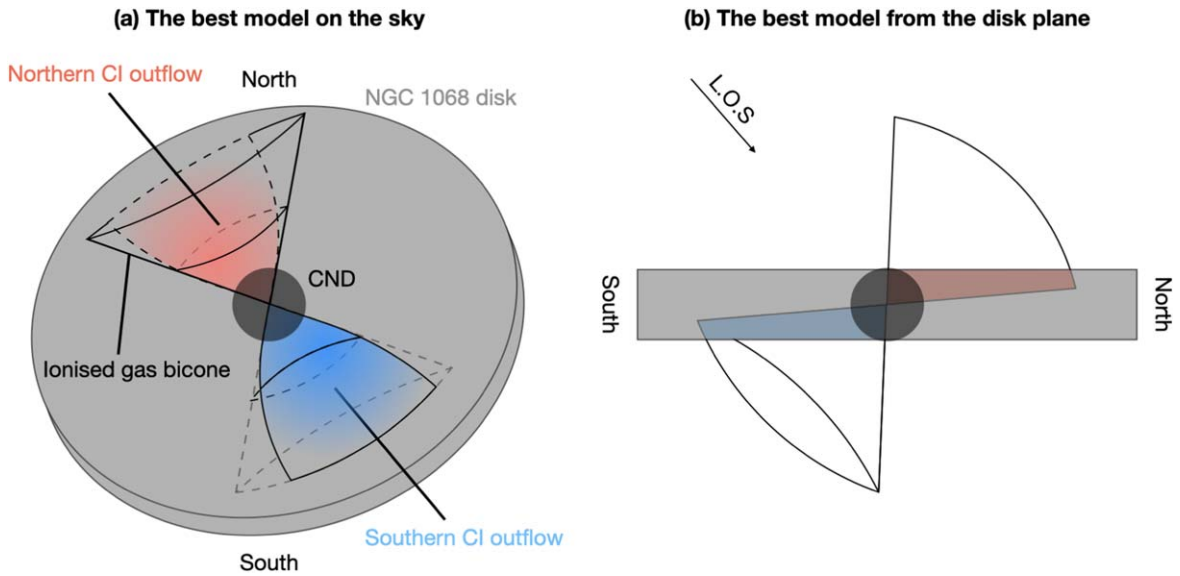 (a) The best model on the sky
Northern CI outflow
North
NGC 1068 disk
CND
Ionised gas bicone
Southern CI outflow
South
(b) The best model from the disk plane
L.O.S
South
North